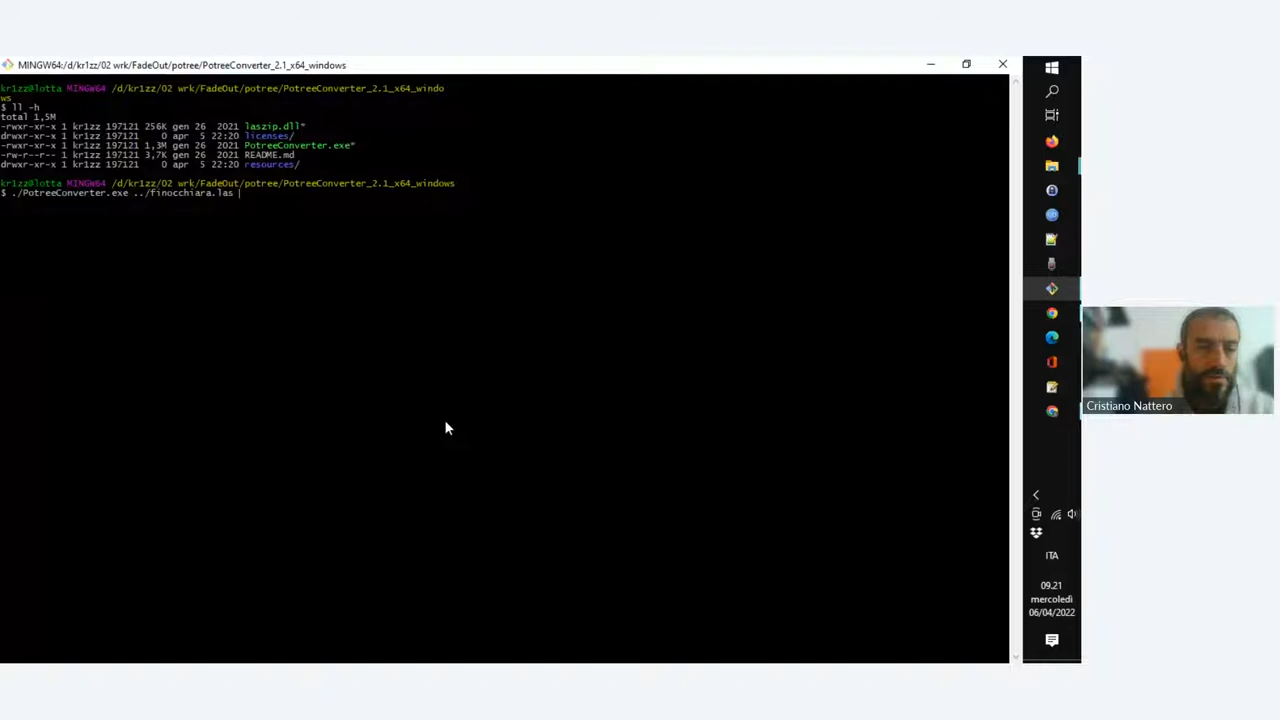 MINGW64:/d/kr1zz/02 wrk/FadeOut/potree/PotreeConverter_2.1_x64_windows
kr1zz@lotta MINGW64 /d/kr1zz/02 wrk/FadeOut/potree/PotreeConverter_2.1_x64_windo
ws
$ ll -h
total 1,5M
-rwxr-xr-x 1 kr1zz 197121 256K gen 26  2021 laszip.dll*
drwxr-xr-x 1 kr1zz 197121    0 apr  5 22:20 licenses/
-rwxr-xr-x 1 kr1zz 197121 1,3M gen 26  2021 PotreeConverter.exe*
-rw-r--r-- 1 kr1zz 197121 3,7K gen 26  2021 README.md
drwxr-xr-x 1 kr1zz 197121    0 apr  5 22:20 resources/
kr1zz@lotta MINGW64 /d/kr1zz/02 wrk/FadeOut/potree/PotreeConverter_2.1_x64_windows
$ ./PotreeConverter.exe ../finocchiara.las
Cristiano Nattero
ITA
09.21
mercoledì
06/04/2022